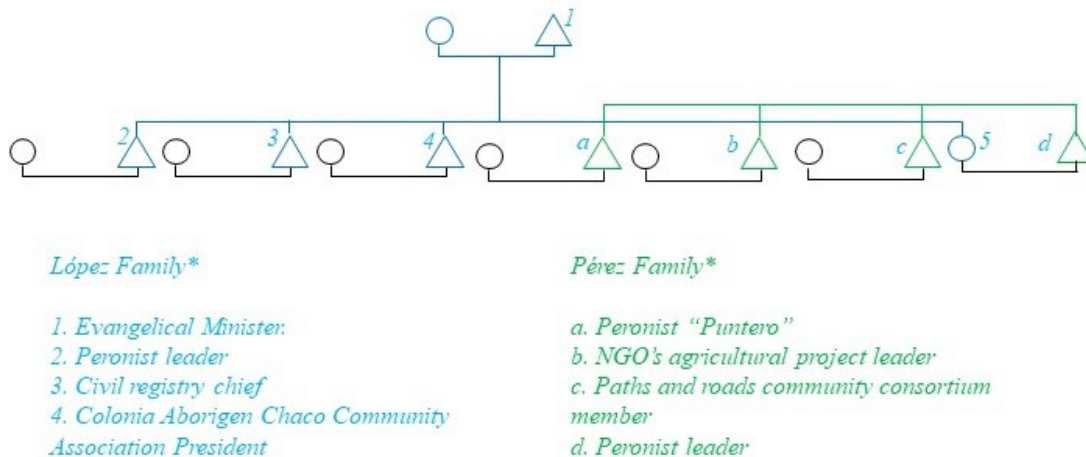 1
2 3 4 a b c 5 d
López Family*
1. Evangelical Minister.
2. Peronist leader
3. Civil registry chief
4. Colonia Aborigen Chaco Community
Association President
Pérez Family*
a. Peronist “Puntero”
b. NGO's agricultural project leader
c. Paths and roads community consortium
member
d. Peronist leader